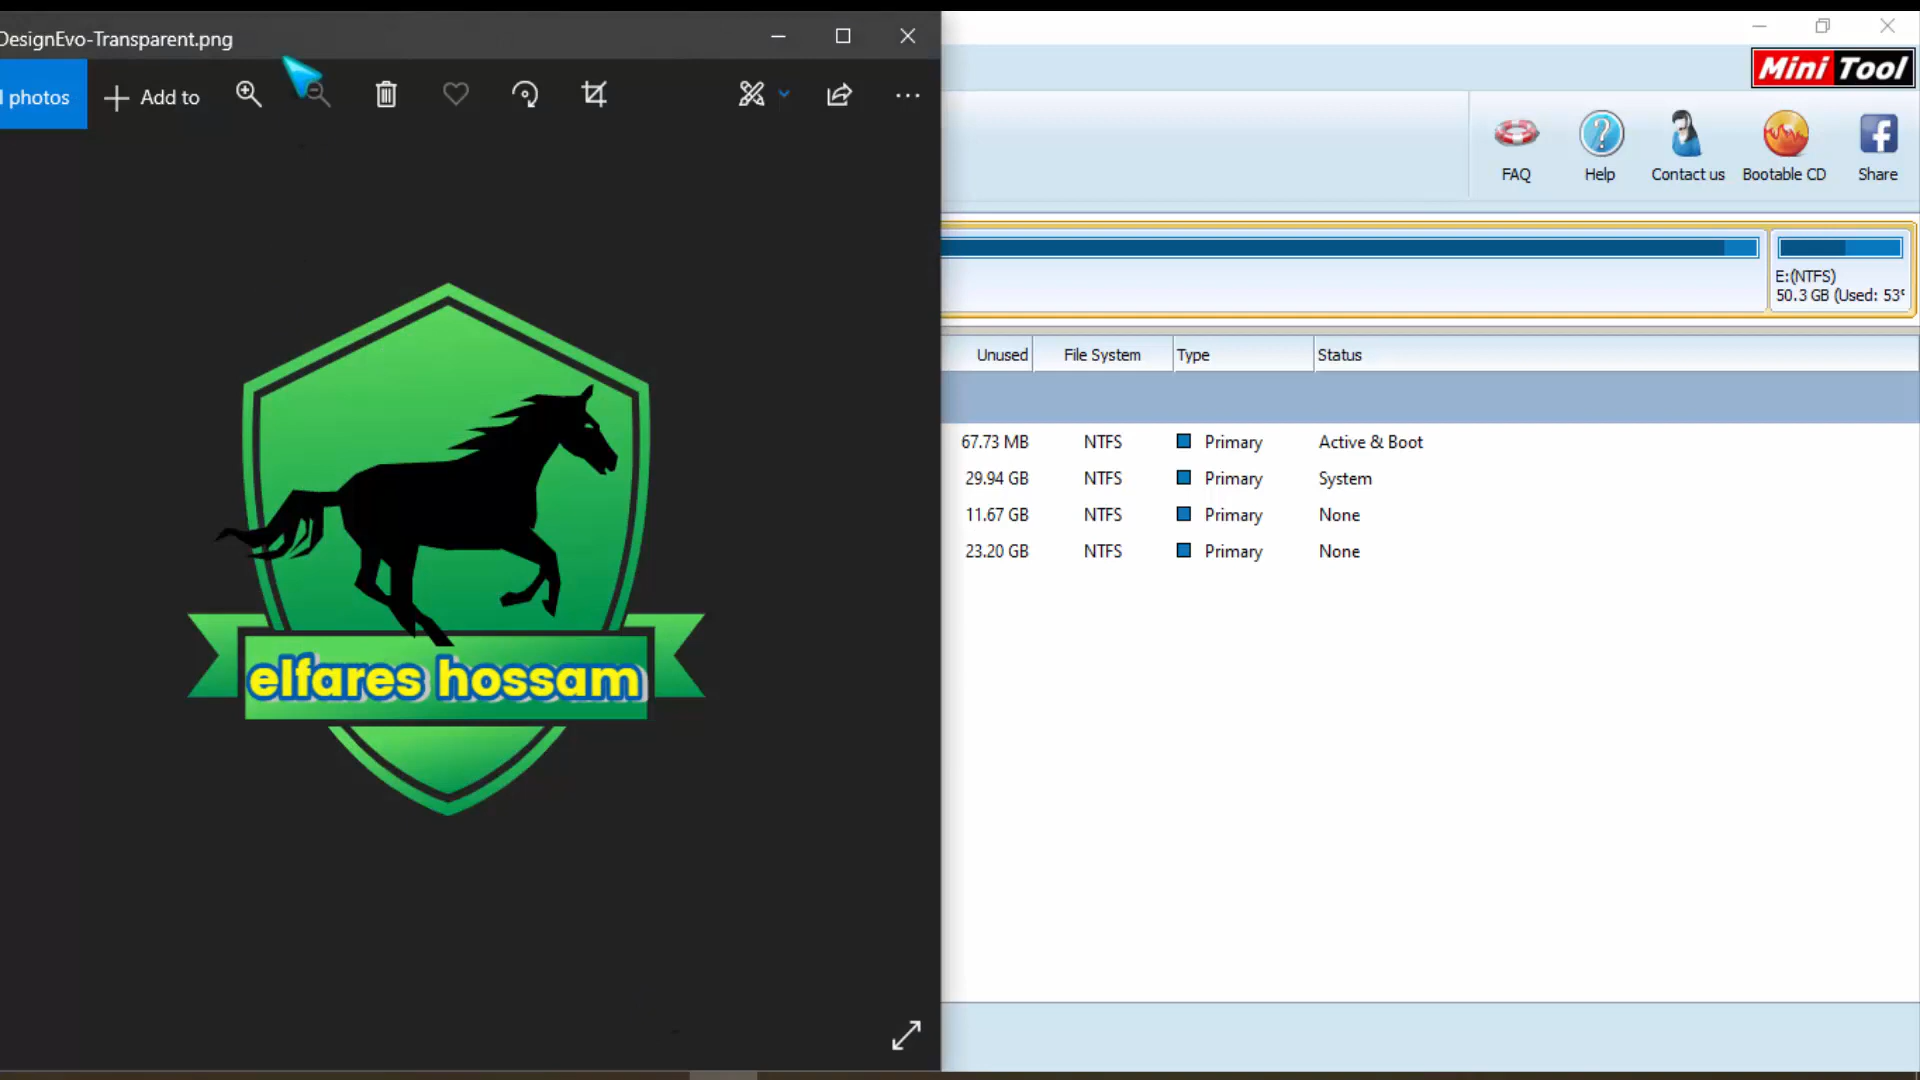 DesignEvo-Transparent.png
photos
Add to
elfares hossam
Mini Tool
FAQ
Help
Contact us
Bootable CD
Share
E:(NTFS)
50.3 GB (Used: 53%
Unused
File System
Type
Status
67.73 MB
NTFS
Primary
Active & Boot
29.94 GB
NTFS
Primary
System
11.67 GB
NTFS
Primary
None
23.20 GB
NTFS
Primary
None